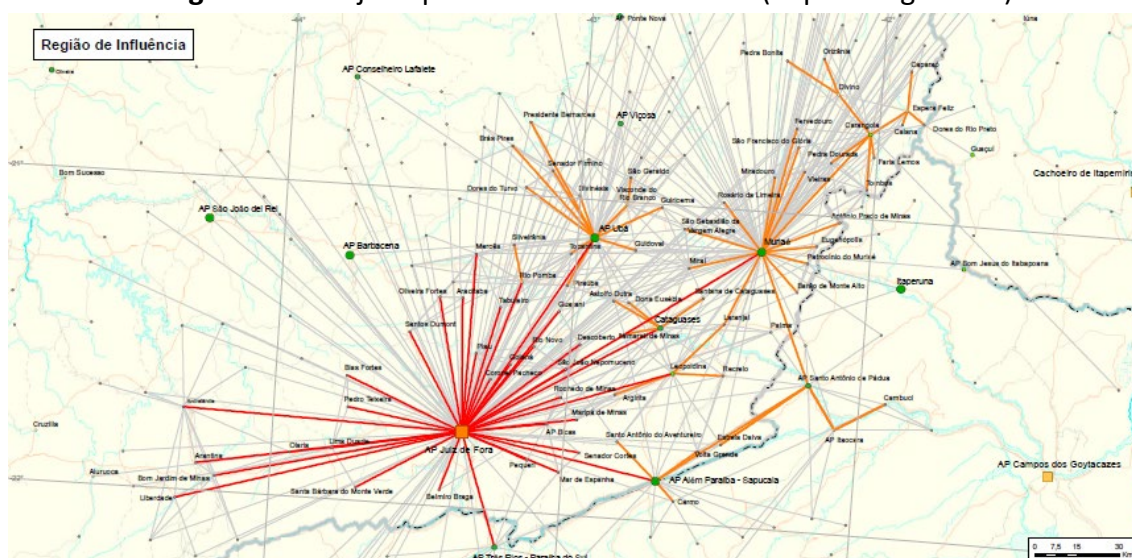 AP Ponte Nova
Iúna
Região de Influência
Oliveira
AP Conselheiro Lafaiete
Pedra Bonita
Orizânia
Caparaó
Divino
Espera Feliz
Presidente Bernardes
AP Viçosa
Fervedouro
Carangola
Caiana
Dores do Rio Preto
Brás Pires
São Francisco do Glória
Pedra Dourada
Faria Lemos
Guaçuí
Bom Sucesso
Senador Firmino
São Geraldo
Miradouro
Vieiras
Tombos
Cachoeiro de Itapemirim
Dores do Turvo
Divinésia
Visconde do
Rio Branco
Rosário da Limeira
Guiricema
AP São João del Rei
São Sebastião da
Vargem Alegre
Antônio Prado de Minas
AP Ubá
Silveirânia
Mercês
AP Barbacena
Tocantins
Guidoval
Muriaé
Eugenópolis
Patrocínio do Muriaé
Miraí
AP Bom Jesus do Itabapoana
Rio Pomba
Piraúba
Oliveira Fortes
Aracitaba
Tabuleiro
Guarani
Astolfo Dutra
Dona Eusébia
Santana de Cataguases
Barão de Monte Alto
Itaperuna
Santos Dumont
Cataguases
Laranjal
Palma
Rio Novo
Descoberto
Itamarati de Minas
Piau
Goianá
Coronel Pacheco
São João Nepomuceno
Bias Fortes
Leopoldina
Recreio
Rochedo de Minas
AP Santo Antônio de Pádua
Argirita
Pedro Teixeira
Maripá de Minas
Cambuci
Cruzília
Olaria
Lima Duarte
AP Juiz de Fora
AP Bicas
Santo Antônio do Aventureiro
Estrela Dalva
AP Itaocara
Volta Grande
Arantina
Aiuruoca
Bom Jardim de Minas
Liberdade
Pequeri
Senador Cortes
Mar de Espanha
AP Além Paraíba - Sapucaia
AP Campos dos Goytacazes
Santa Bárbara do Monte Verde
Belmiro Braga
Carmo
AP Três Rios - Paraíba do Sul
0 7,5 15 30
Km